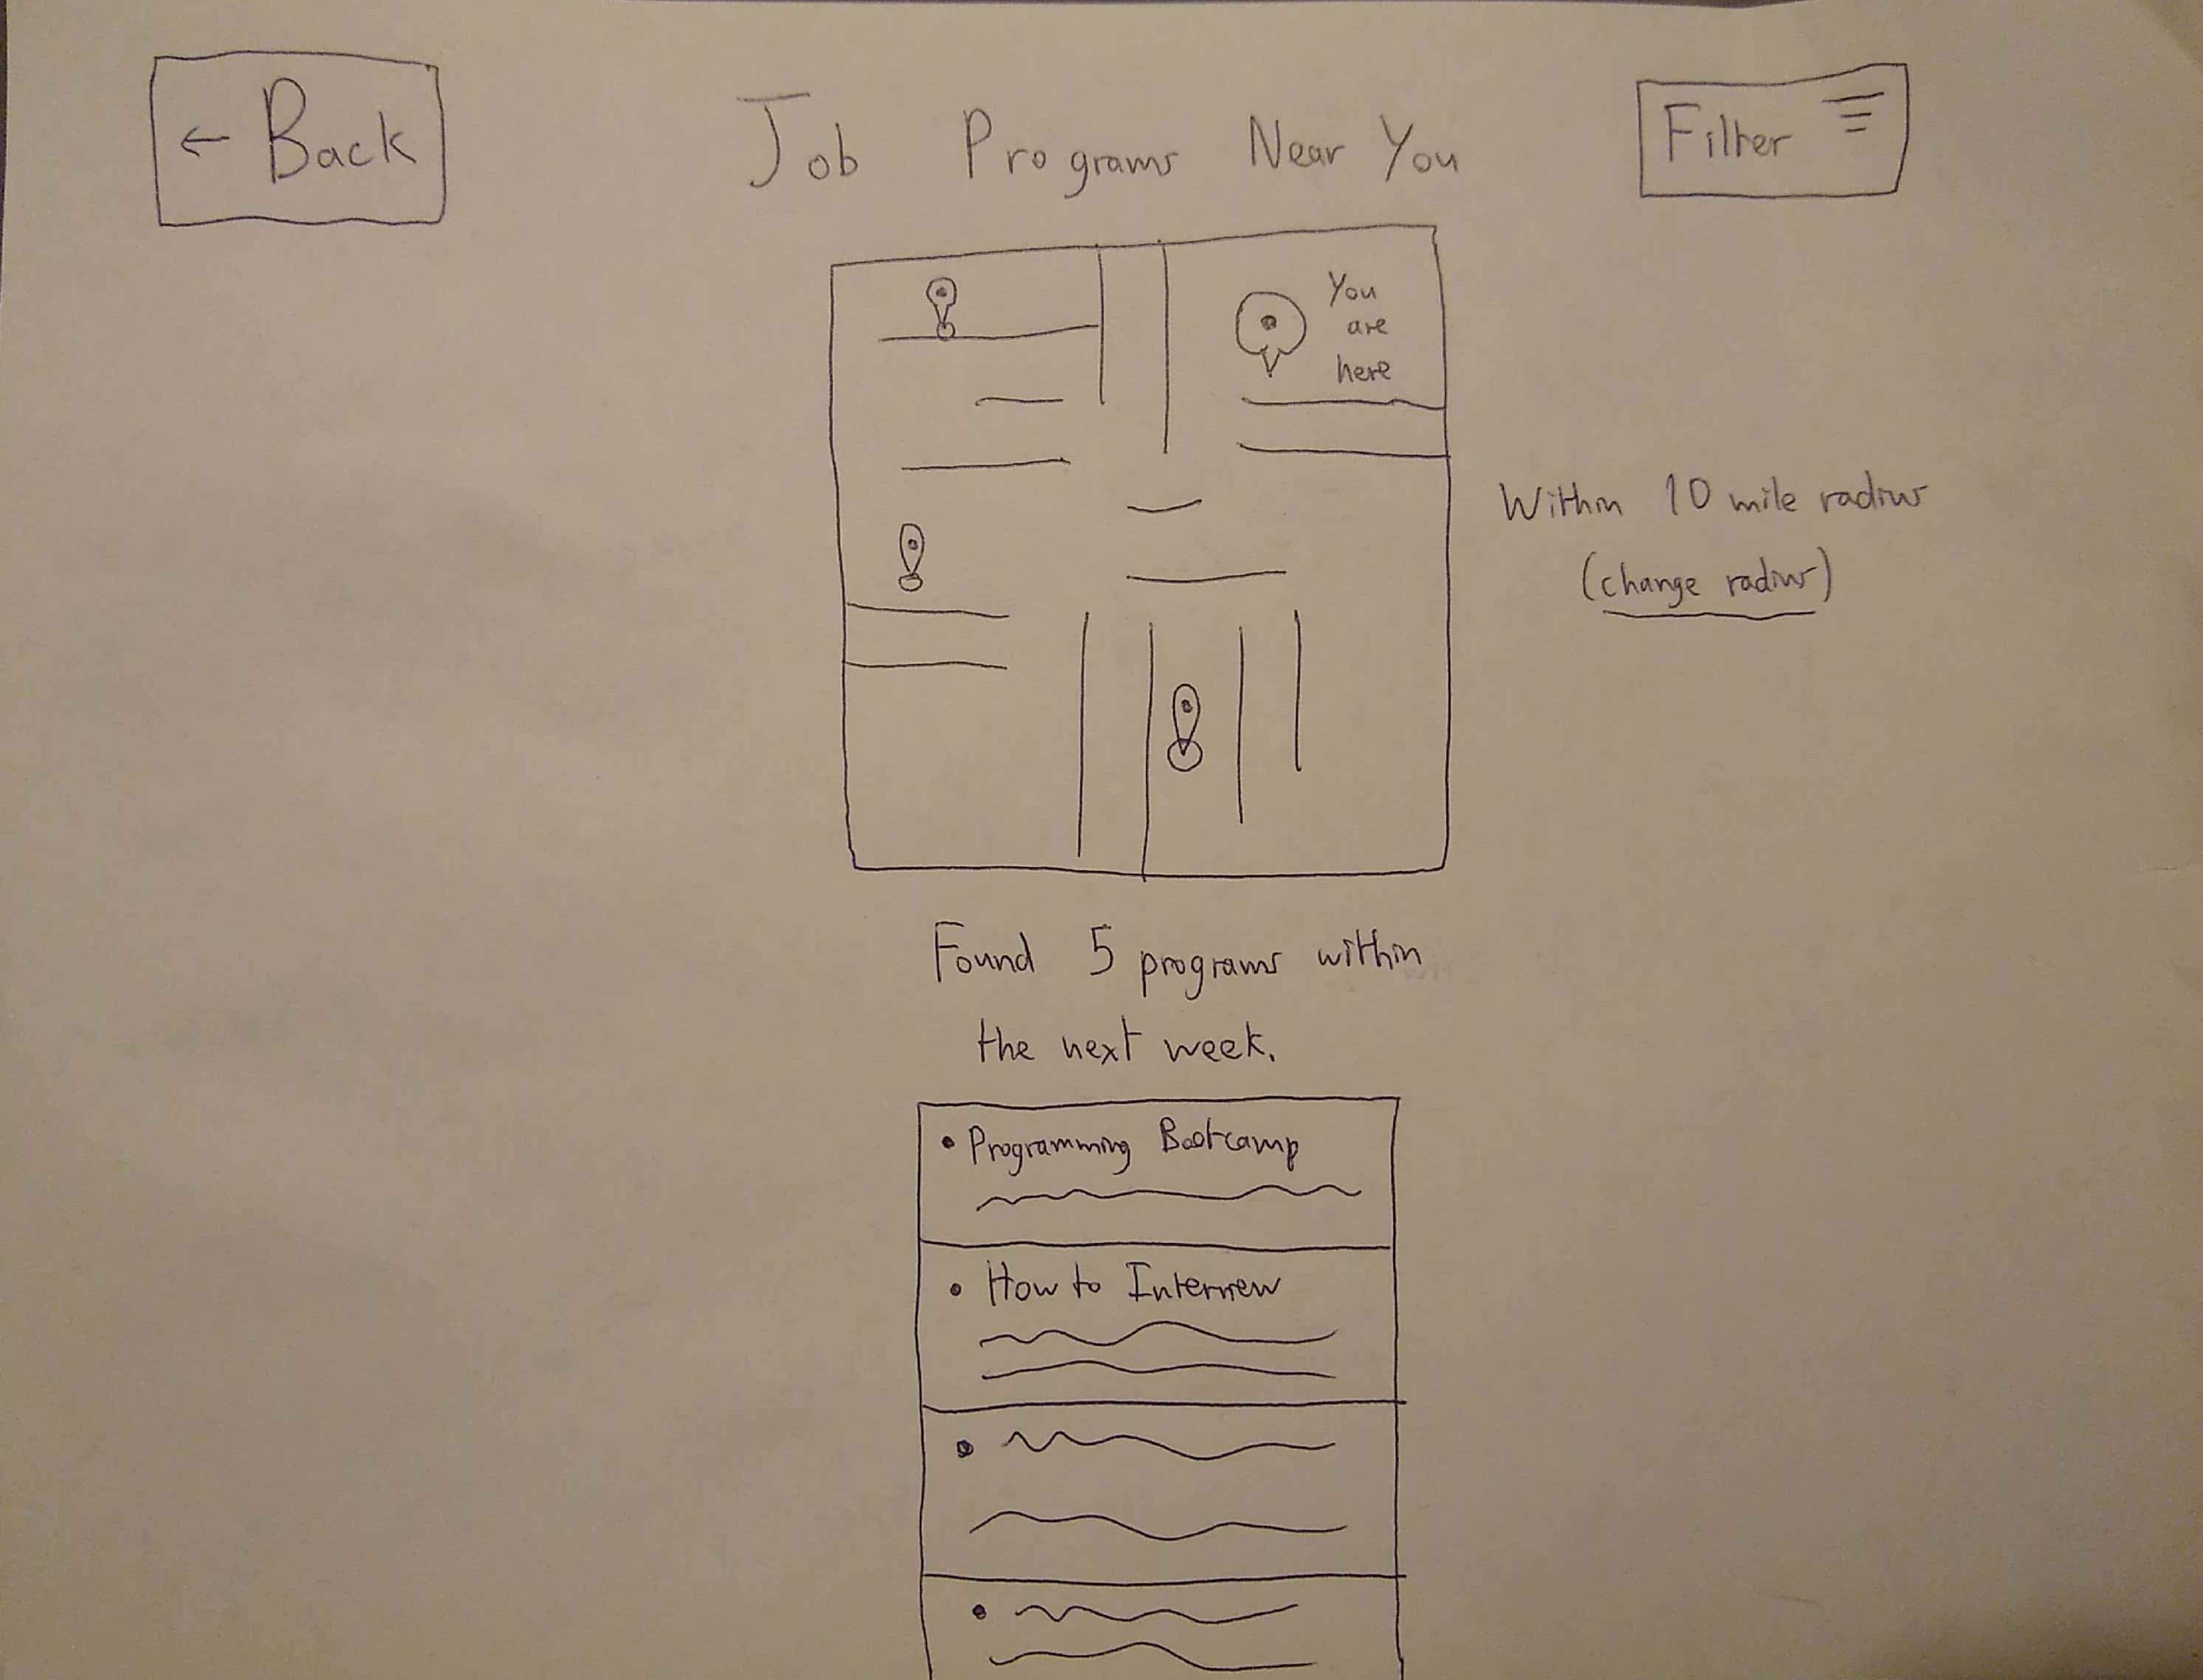 ← Back
Job Programs Near You
Filter
You
are
here
Within 10 mile radius
(change radius)
Found 5 programs within
the next week.
• Programming Bootcamp
• How to Interview